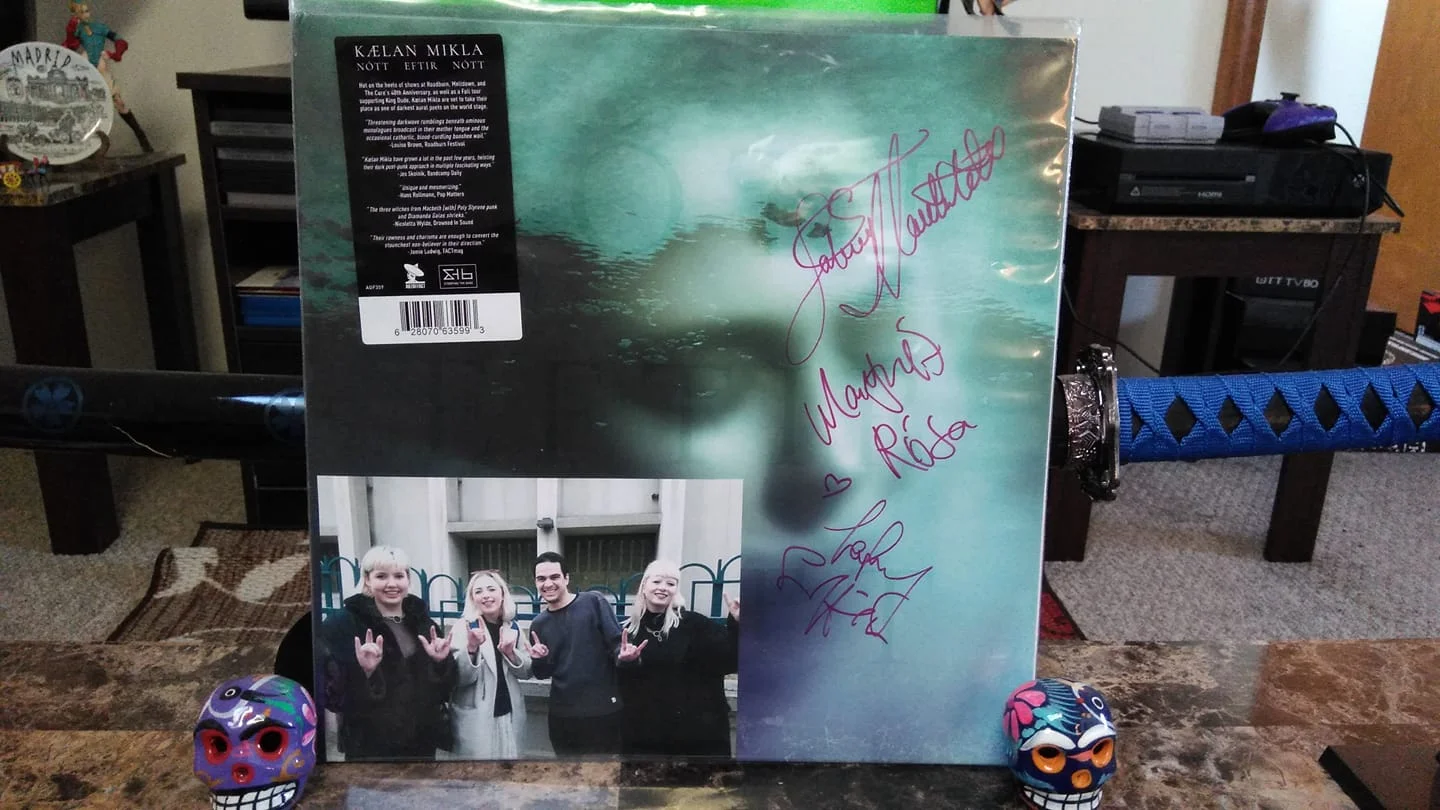 MADRID
KÆLAN MIKLA
NÓTT EFTIR NÓTT
Hot on the heels of shows at Roadburn, Meltdown, and
The Cure's 40th Anniversary, as well as a Fall tour
supporting King Dude, Kælan Mikla are set to take their
place as one of darkest aural poets on the world stage.
"Threatening darkwave rumblings beneath ominous
monologues broadcast in their mother tongue and the
occasional cathartic, blood-curdling banshee wail."
-Louise Brown, Roadburn Festival
"Kælan Mikla have grown a lot in the past few years, twisting
their dark post-punk approach in multiple fascinating ways."
-Jes Skolnik, Bandcamp Daily
"Unique and mesmerizing."
-Hans Rollmann, Pop Matters
"The three witches from Macbeth [with] Poly Styrene punk
and Diamanda Galas shrieks."
-Nicoletta Wylde, Drowned In Sound
"Their rawness and charisma are enough to convert the
staunchest non-believer in their direction."
-Jamie Ludwig, FACTmag
AOF359
ARTOFFACT
6 28070 63599 3
Margrét
Rósa
HDMI